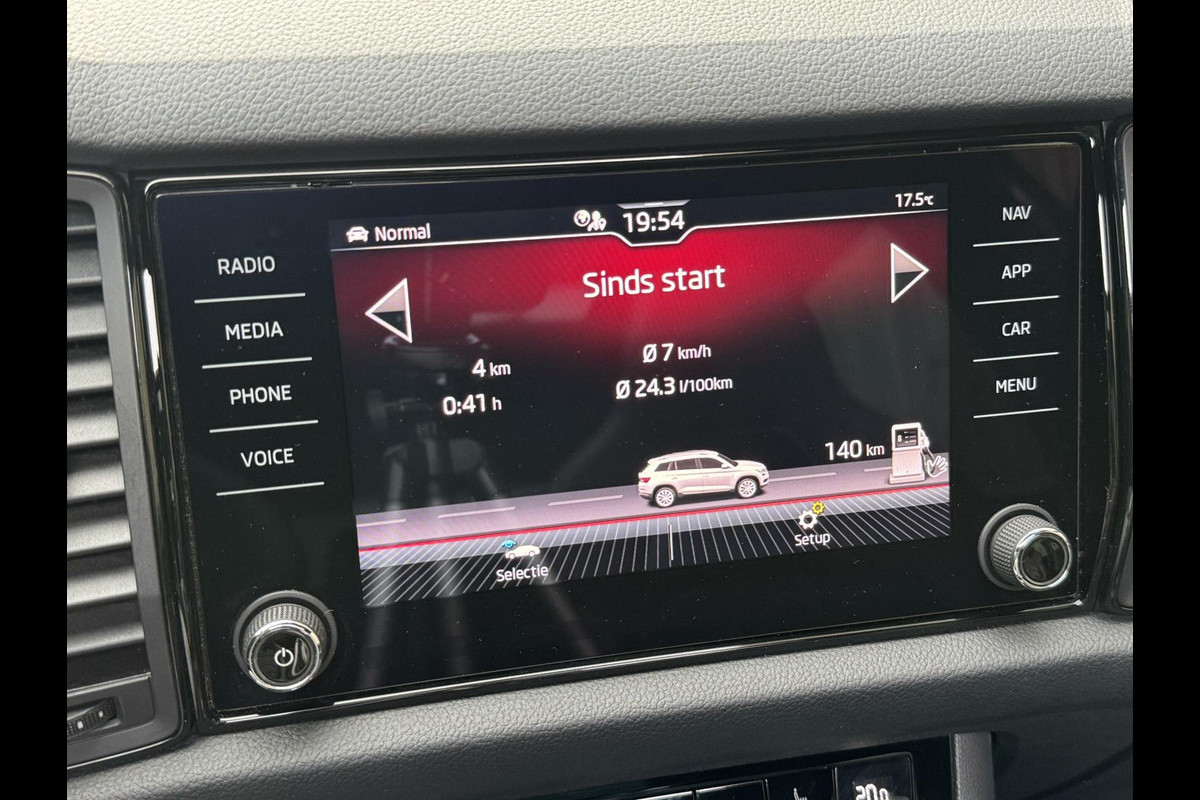 Normal 19:54 17.5°C
Sinds start
4 km Ø 7 km/h
0:41 h Ø 24.3 l/100km
140 km
Selectie Setup
RADIO
MEDIA
PHONE
VOICE
NAV
APP
CAR
MENU